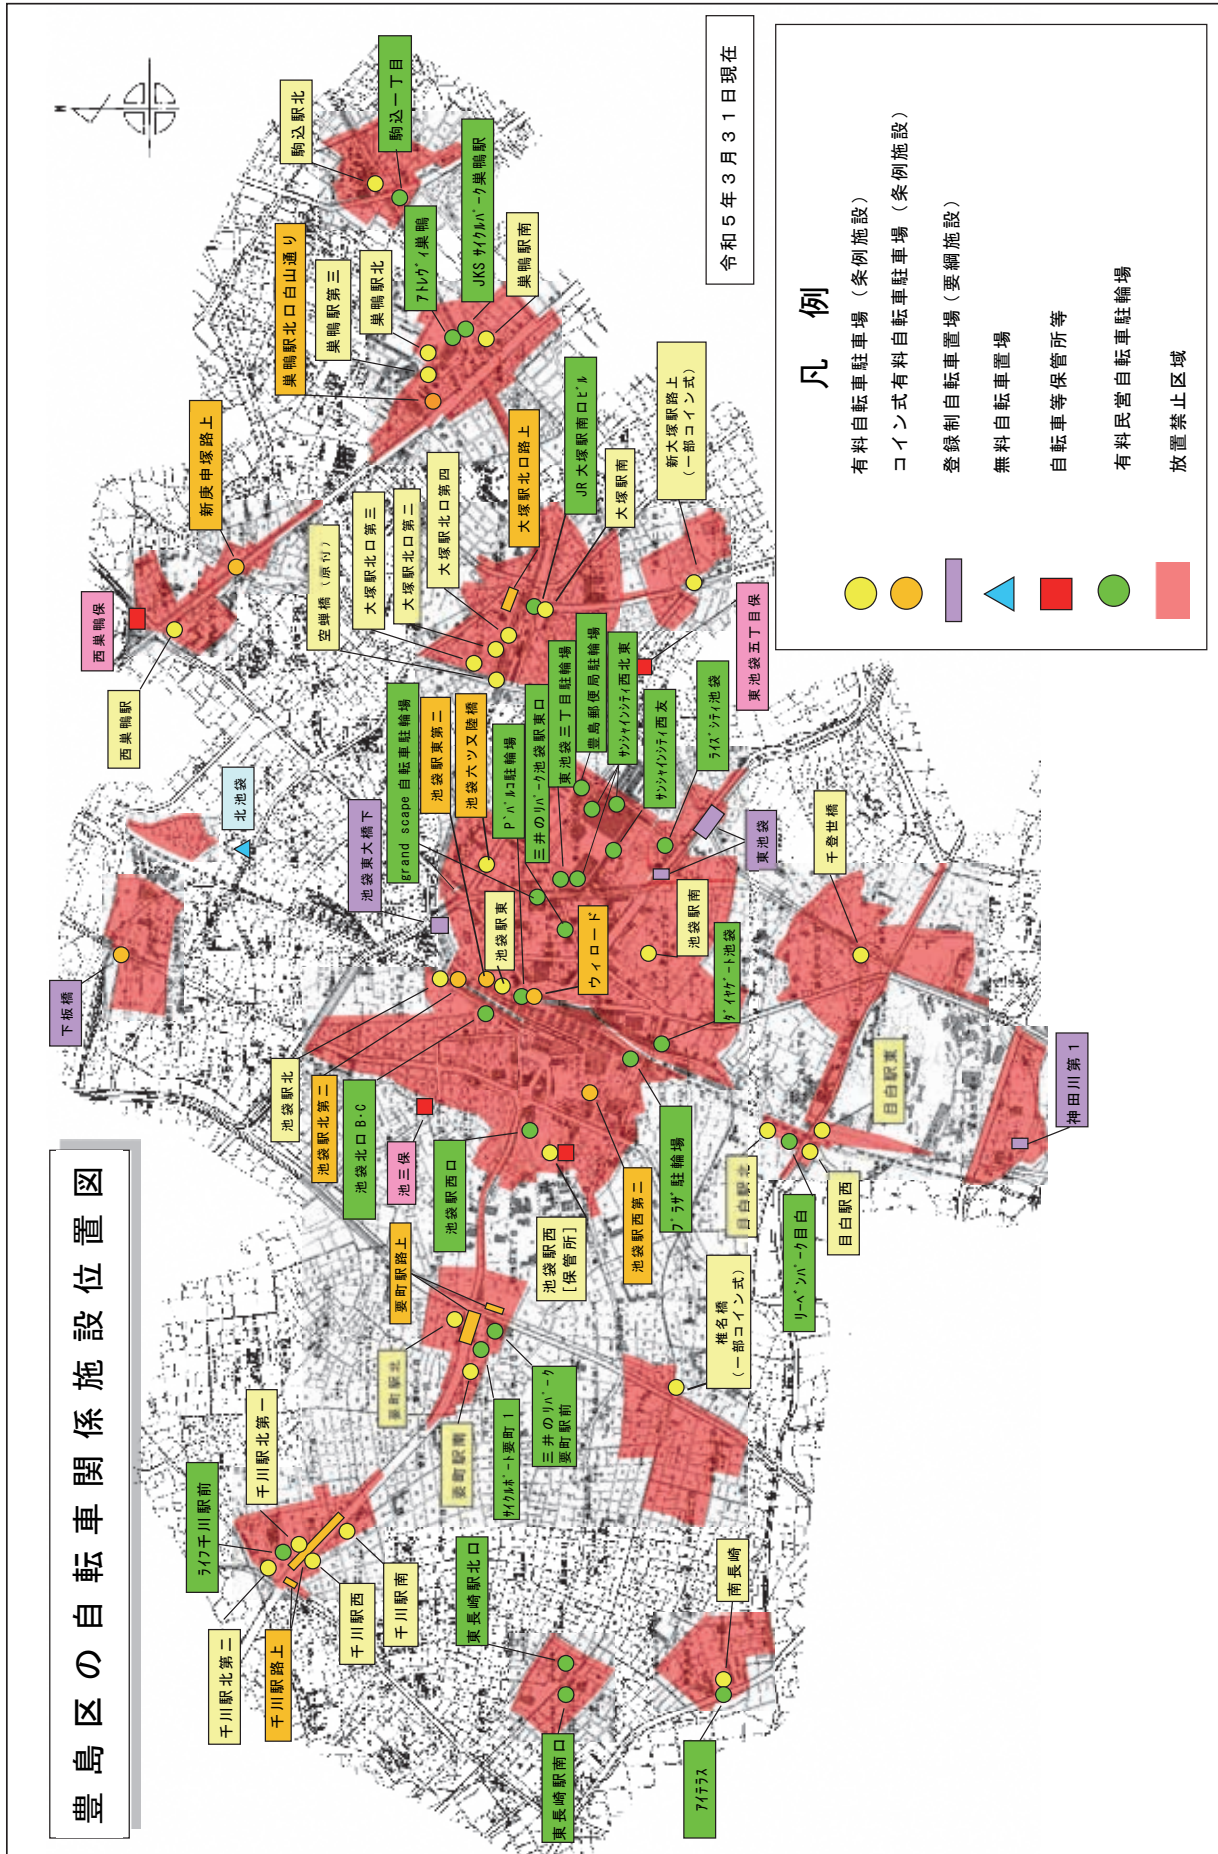 豊島区の自転車関係施設位置図
N
令和5年3月31日現在
凡例
有料自転車駐車場（条例施設）
コイン式有料自転車駐車場（条例施設）
登録制自転車置場（要綱施設）
無料自転車置場
自転車等保管所等
有料民営自転車駐輪場
放置禁止区域
千川駅北第二
千川駅路上
ライフ千川駅前
千川駅北第一
千川駅西
千川駅南
東長崎駅南口
東長崎駅北口
アイテラス
南長崎
要町駅北
要町駅南
要町駅路上
サイクルポート要町1
三井のリパーク
要町駅前
椎名橋
（一部コイン式）
下板橋
北池袋
池袋駅北
池袋駅北第二
池袋北口B・C
池三保
池袋駅西口
池袋駅西
[保管所]
池袋駅西第二
プラザ駐輪場
ダイヤゲート池袋
池袋駅南
ウィロード
池袋駅東
池袋東大橋下
grand scape 自転車駐輪場
池袋駅東第二
池袋六ツ又陸橋
P'パルコ駐輪場
三井のリパーク池袋駅東口
東池袋三丁目駐輪場
豊島郵便局駐輪場
サンシャインシティ西北東
サンシャインシティ西友
ライズシティ池袋
東池袋
東池袋五丁目保
千登世橋
目白駅北
リーベンパーク目白
目白駅西
目白駅東
神田川第1
西巣鴨保
西巣鴨駅
新庚申塚路上
空蝉橋（原付）
大塚駅北口第三
大塚駅北口第二
大塚駅北口第四
大塚駅北口路上
JR大塚駅南口ビル
大塚駅南
新大塚駅路上
（一部コイン式）
巣鴨駅北口白山通り
巣鴨駅第三
巣鴨駅北
アトレヴィ巣鴨
JKSサイクルパーク巣鴨駅
巣鴨駅南
駒込駅北
駒込一丁目